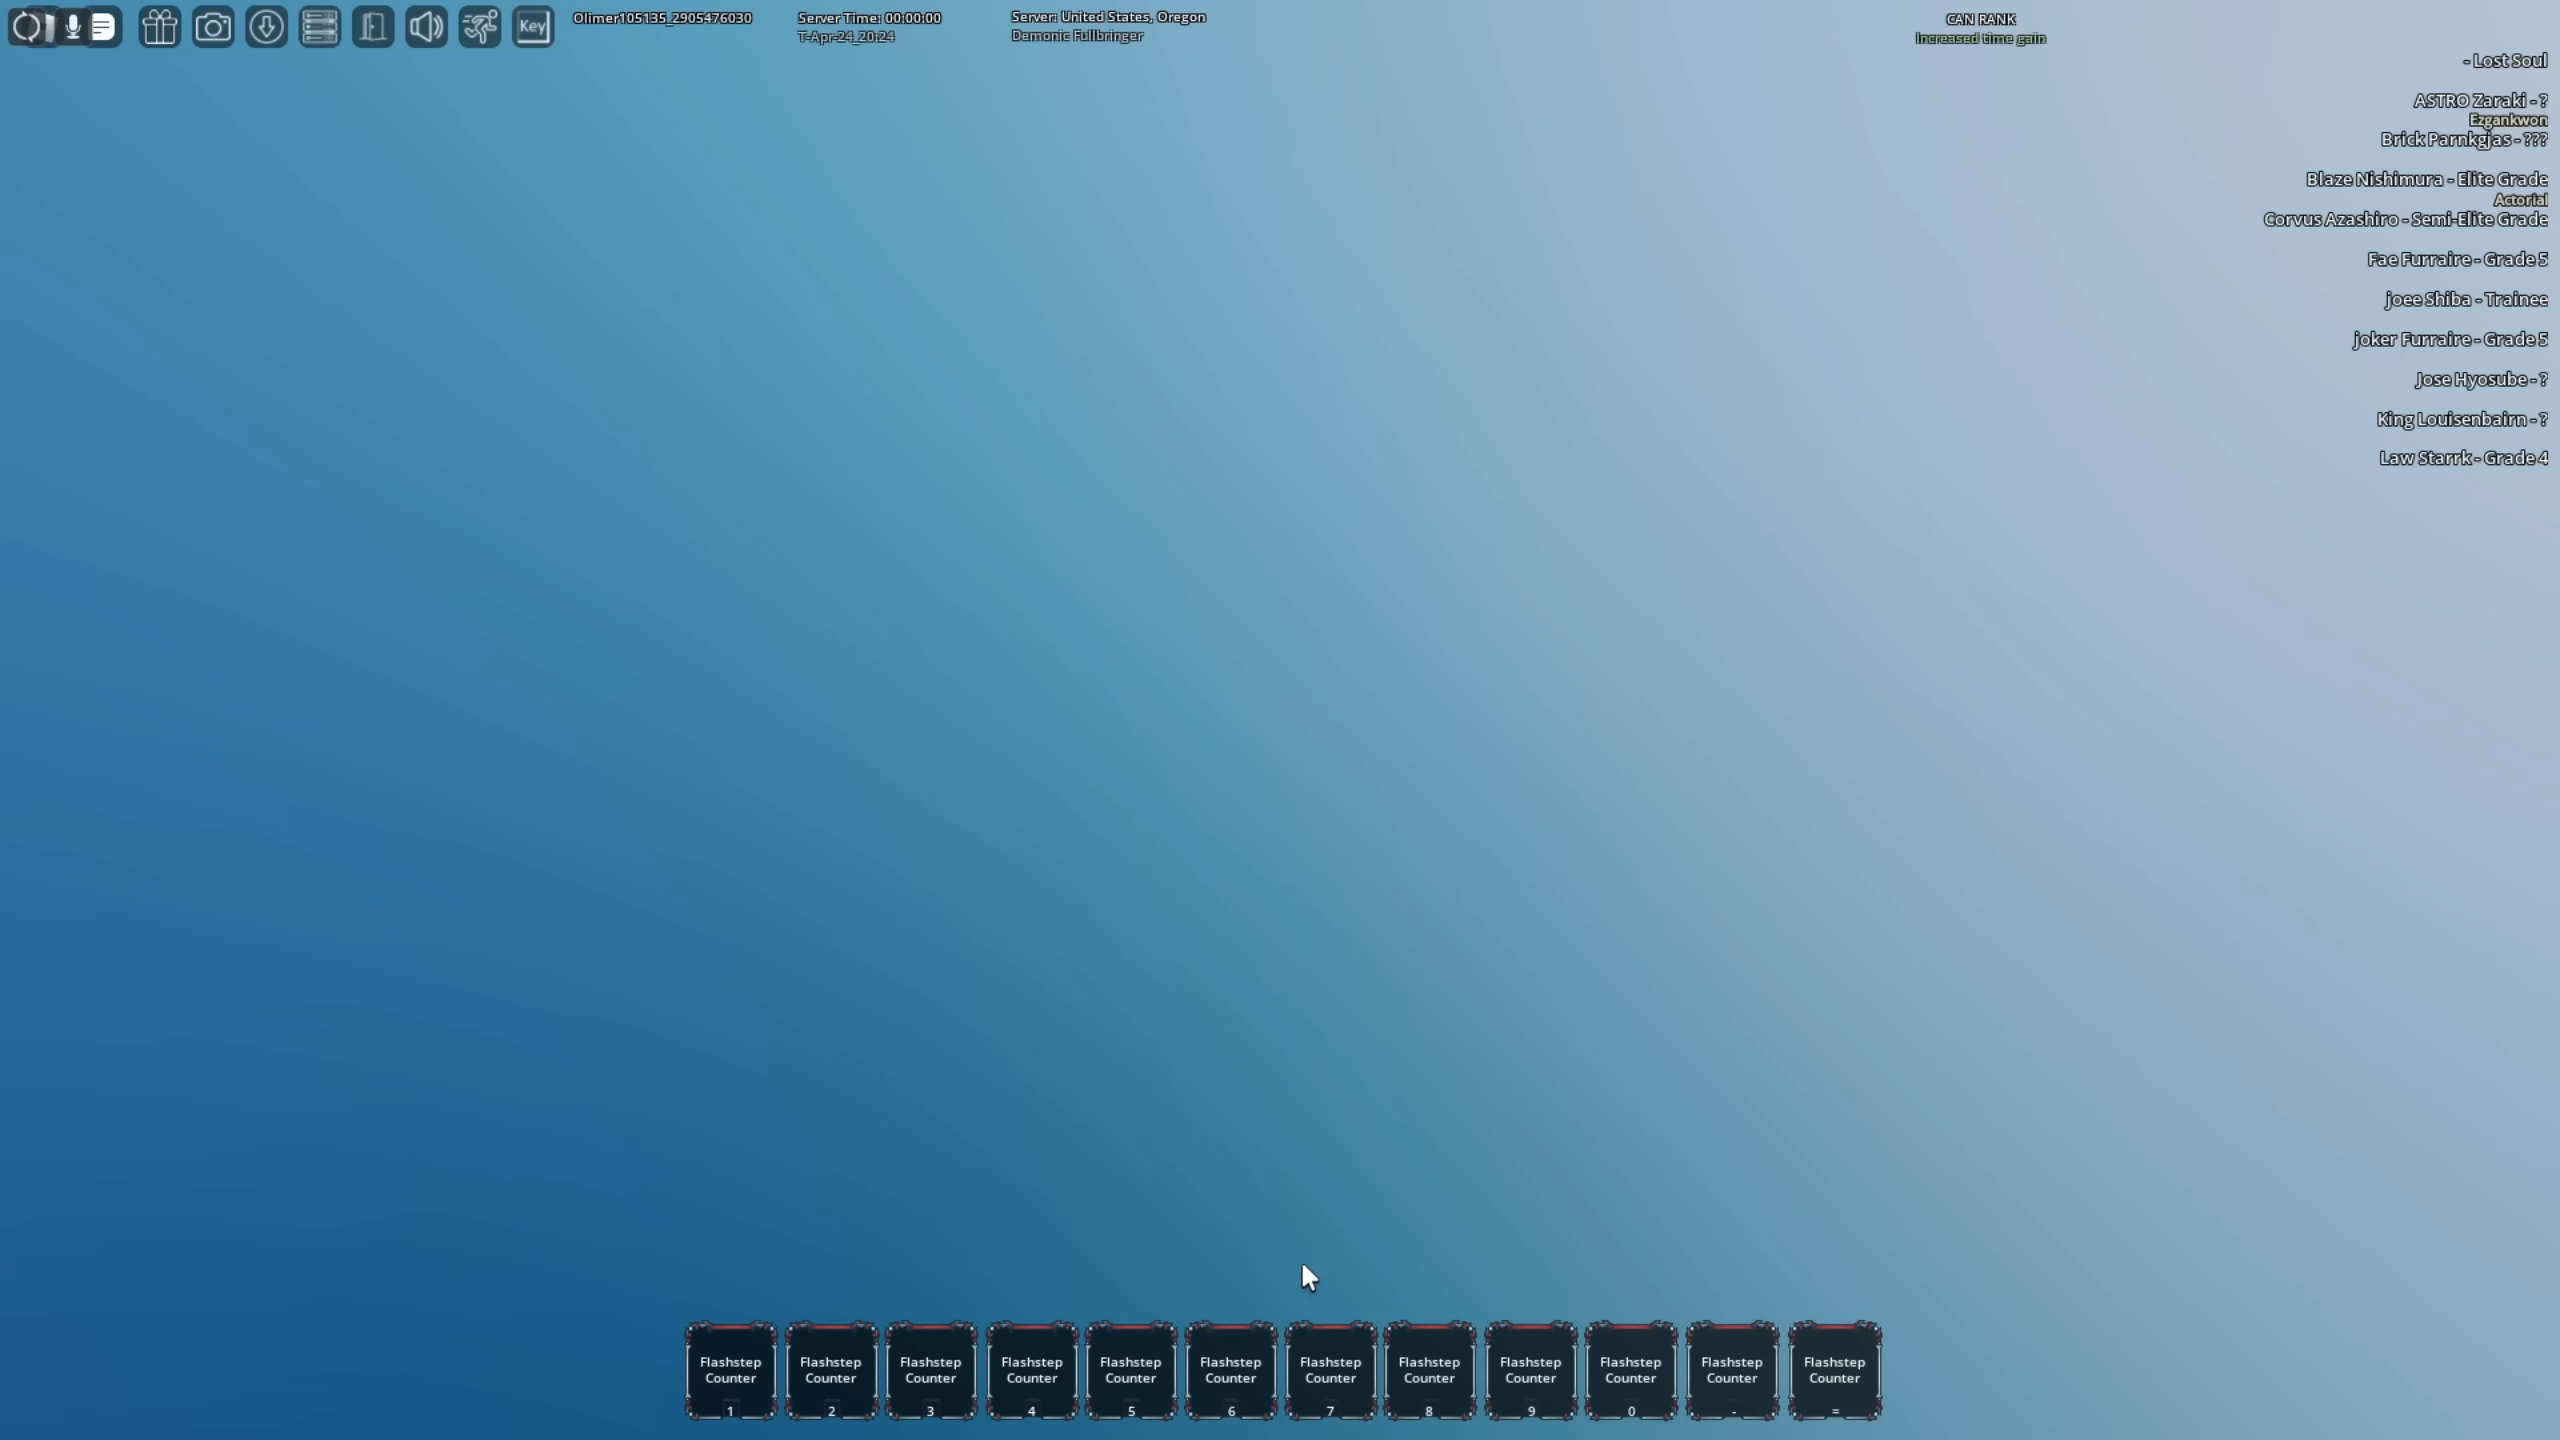 Key
Olimer105135_2905476030
Server Time: 00:00:00
T-Apr-24_20:24
Server: United States, Oregon
Demonic Fullbringer
CAN RANK
Increased time gain
- Lost Soul
ASTRO Zaraki - ?
Ezgankwon
Brick Parnkgjas - ???
Blaze Nishimura - Elite Grade
Actorial
Corvus Azashiro - Semi-Elite Grade
Fae Furraire - Grade 5
joee Shiba - Trainee
joker Furraire - Grade 5
Jose Hyosube - ?
King Louisenbairn - ?
Law Starrk - Grade 4
Flashstep
Counter
1
Flashstep
Counter
2
Flashstep
Counter
3
Flashstep
Counter
4
Flashstep
Counter
5
Flashstep
Counter
6
Flashstep
Counter
7
Flashstep
Counter
8
Flashstep
Counter
9
Flashstep
Counter
0
Flashstep
Counter
-
Flashstep
Counter
=